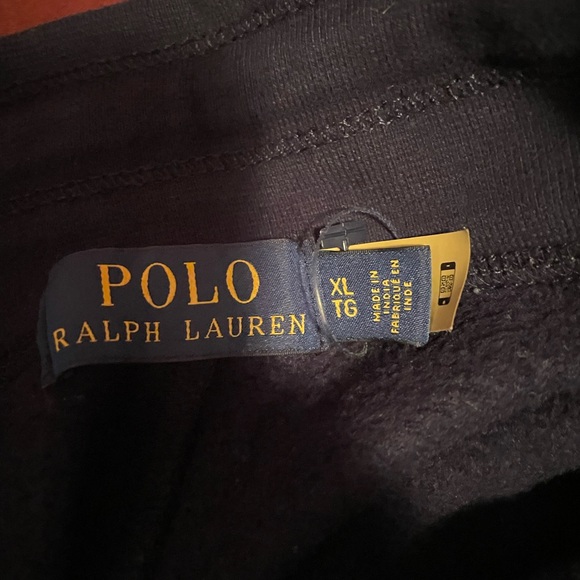 POLO
RALPH LAUREN
XL
TG
MADE IN
INDIA
FABRIQUÉ EN
INDE